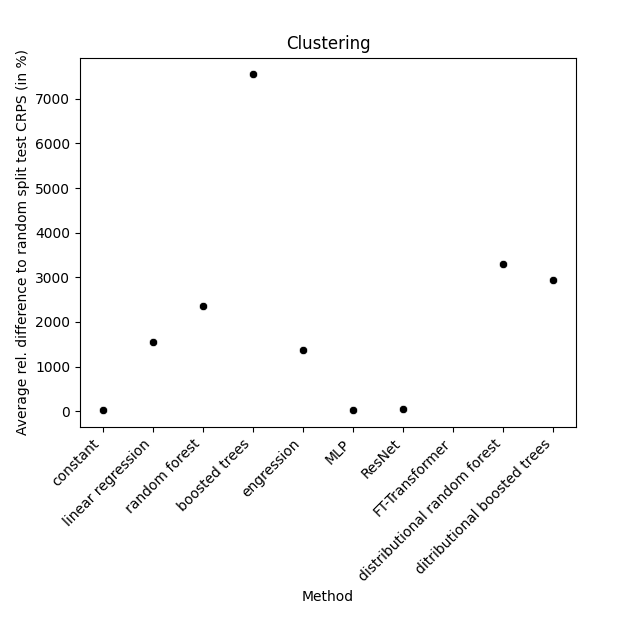 Clustering
Average rel. difference to random split test CRPS (in %)
7000
6000
5000
4000
3000
2000
1000
0
constant
linear regression
random forest
boosted trees
engression
MLP
ResNet
FT-Transformer
distributional random forest
ditributional boosted trees
Method